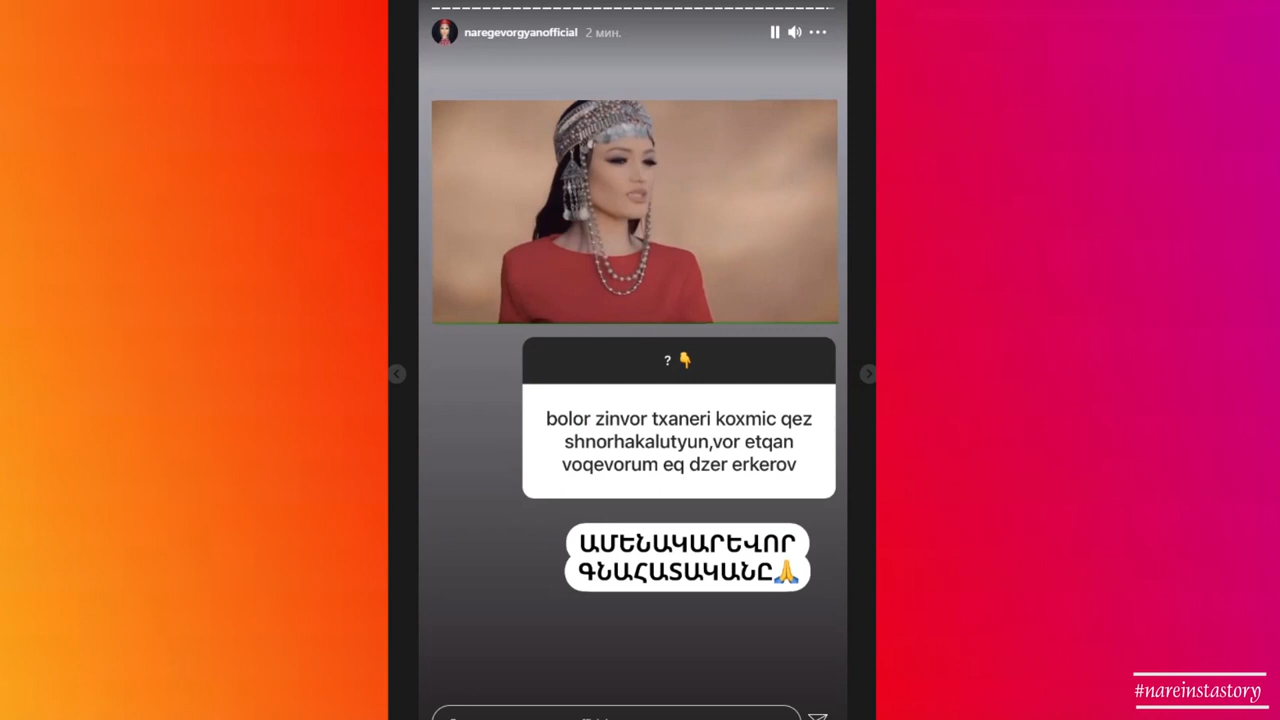 naregevorgyanofficial 2 мин.
? 👇
bolor zinvor txaneri koxmic qez
shnorhakalutyun,vor etqan
voqevorum eq dzer erkerov
ԱՄԵՆԱԿԱՐԵՎՈՐ
ԳՆԱՀԱՏԱԿԱՆԸ🙏
#nareinstastory